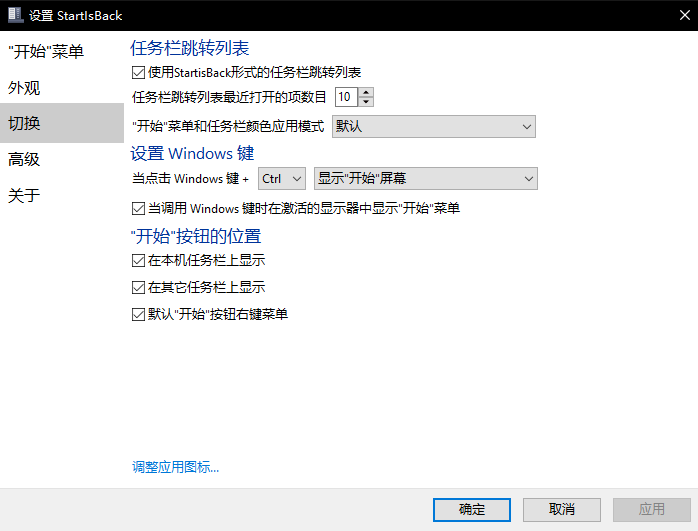 设置 StartIsBack
"开始"菜单
外观
切换
高级
关于
任务栏跳转列表
使用StartisBack形式的任务栏跳转列表
任务栏跳转列表最近打开的项数目 10
"开始"菜单和任务栏颜色应用模式 默认
设置 Windows 键
当点击 Windows 键 + Ctrl 显示"开始"屏幕
当调用 Windows 键时在激活的显示器中显示"开始"菜单
"开始"按钮的位置
在本机任务栏上显示
在其它任务栏上显示
默认"开始"按钮右键菜单
调整应用图标...
确定 取消 应用